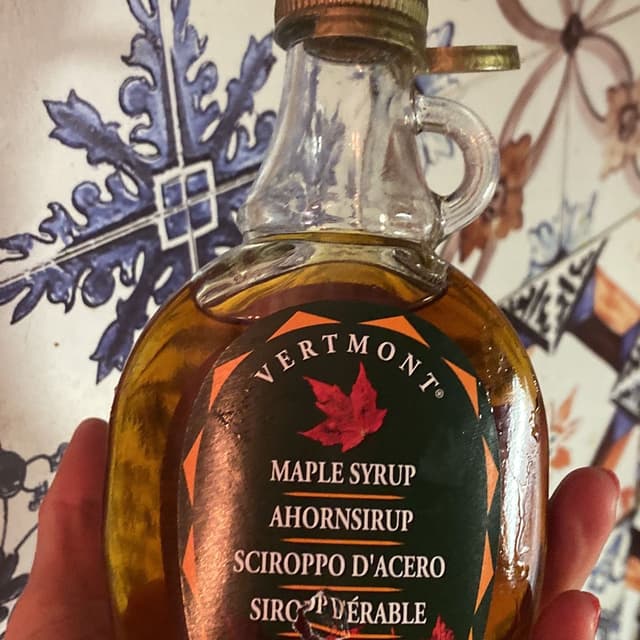 VERTMONT®
MAPLE SYRUP
AHORNSIRUP
SCIROPPO D'ACERO
SIROP D'ÉRABLE